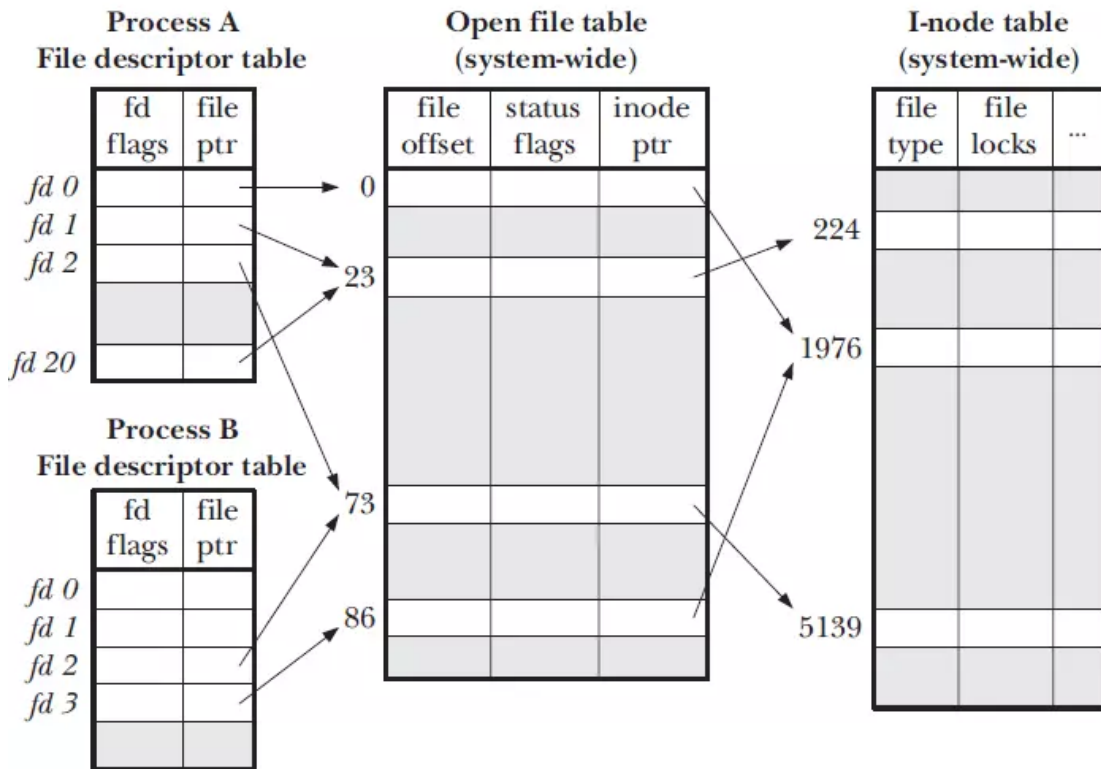 Process A
File descriptor table
fd
flags
file
ptr
fd 0
fd 1
fd 2
fd 20
Process B
File descriptor table
fd
flags
file
ptr
fd 0
fd 1
fd 2
fd 3
Open file table
(system-wide)
file
offset
status
flags
inode
ptr
0
23
73
86
I-node table
(system-wide)
file
type
file
locks
...
224
1976
5139